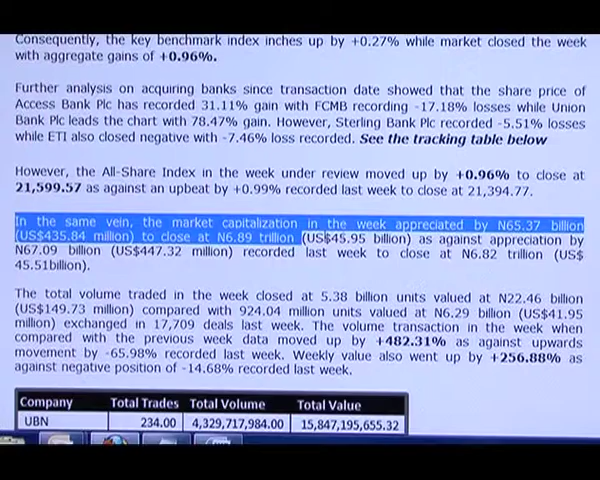 Consequently, the key benchmark index inches up by +0.27% while market closed the week
with aggregate gains of +0.96%.
Further analysis on acquiring banks since transaction date showed that the share price of
Access Bank Plc has recorded 31.11% gain with FCMB recording -17.18% losses while Union
Bank Plc leads the chart with 78.47% gain. However, Sterling Bank Plc recorded -5.51% losses
while ETI also closed negative with -7.46% loss recorded. See the tracking table below
However, the All-Share Index in the week under review moved up by +0.96% to close at
21,599.57 as against an upbeat by +0.99% recorded last week to close at 21,394.77.
In the same vein, the market capitalization in the week appreciated by N65.37 billion
(US$435.84 million) to close at N6.89 trillion (US$45.95 billion) as against appreciation by
N67.09 billion (US$447.32 million) recorded last week to close at N6.82 trillion (US$
45.51billion).
The total volume traded in the week closed at 5.38 billion units valued at N22.46 billion
(US$149.73 million) compared with 924.04 million units valued at N6.29 billion (US$41.95
million) exchanged in 17,709 deals last week. The volume transaction in the week when
compared with the previous week data moved up by +482.31% as against upwards
movement by -65.98% recorded last week. Weekly value also went up by +256.88% as
against negative position of -14.68% recorded last week.
Company Total Trades Total Volume Total Value
UBN 234.00 4,329,717,984.00 15,847,195,655.32